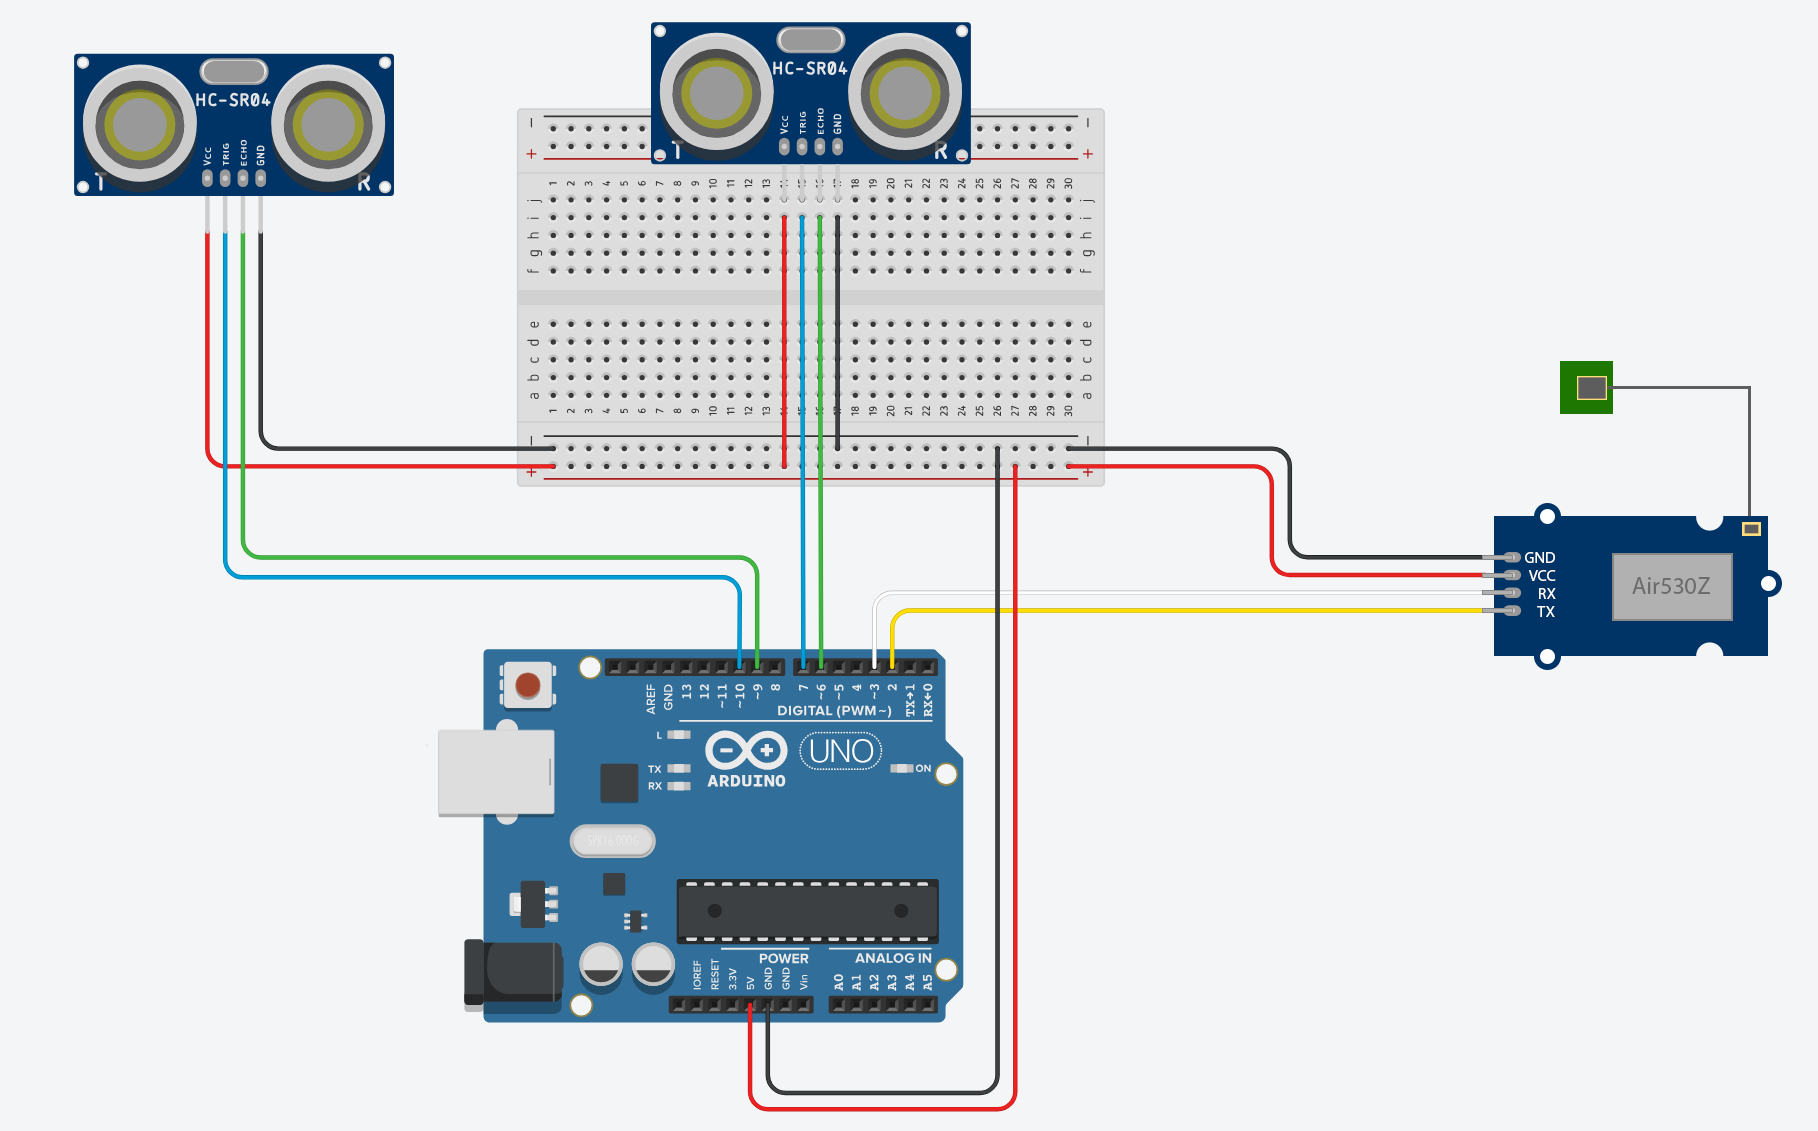 HC-SR04
Vcc TRIG ECHO GND
T R
HC-SR04
Vcc TRIG ECHO GND
T R
− −
+ +
1 2 3 4 5 6 7 8 9 10 11 12 13 14 15 16 17 18 19 20 21 22 23 24 25 26 27 28 29 30
j j
i i
h h
g g
f f
e e
d d
c c
b b
a a
1 2 3 4 5 6 7 8 9 10 11 12 13 14 15 16 17 18 19 20 21 22 23 24 25 26 27 28 29 30
− −
+ +
GND
VCC
RX
TX
Air530Z
AREF GND 13 12 ~11 ~10 ~9 8 7 ~6 ~5 4 ~3 2 TX→1 RX←0
DIGITAL (PWM~)
L
TX
RX
ARDUINO
UNO
ON
SPK16.000G
POWER ANALOG IN
IOREF RESET 3.3V 5V GND GND Vin A0 A1 A2 A3 A4 A5